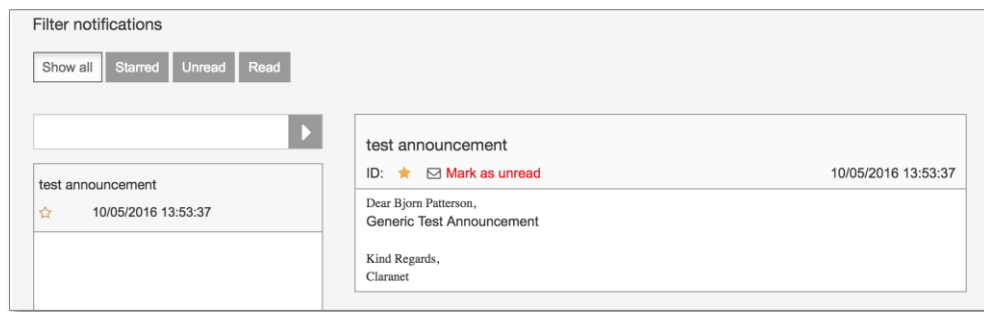 Filter notifications
Show all Starred Unread Read
test announcement
10/05/2016 13:53:37
test announcement
ID: Mark as unread 10/05/2016 13:53:37
Dear Bjorn Patterson,
Generic Test Announcement
Kind Regards,
Claranet